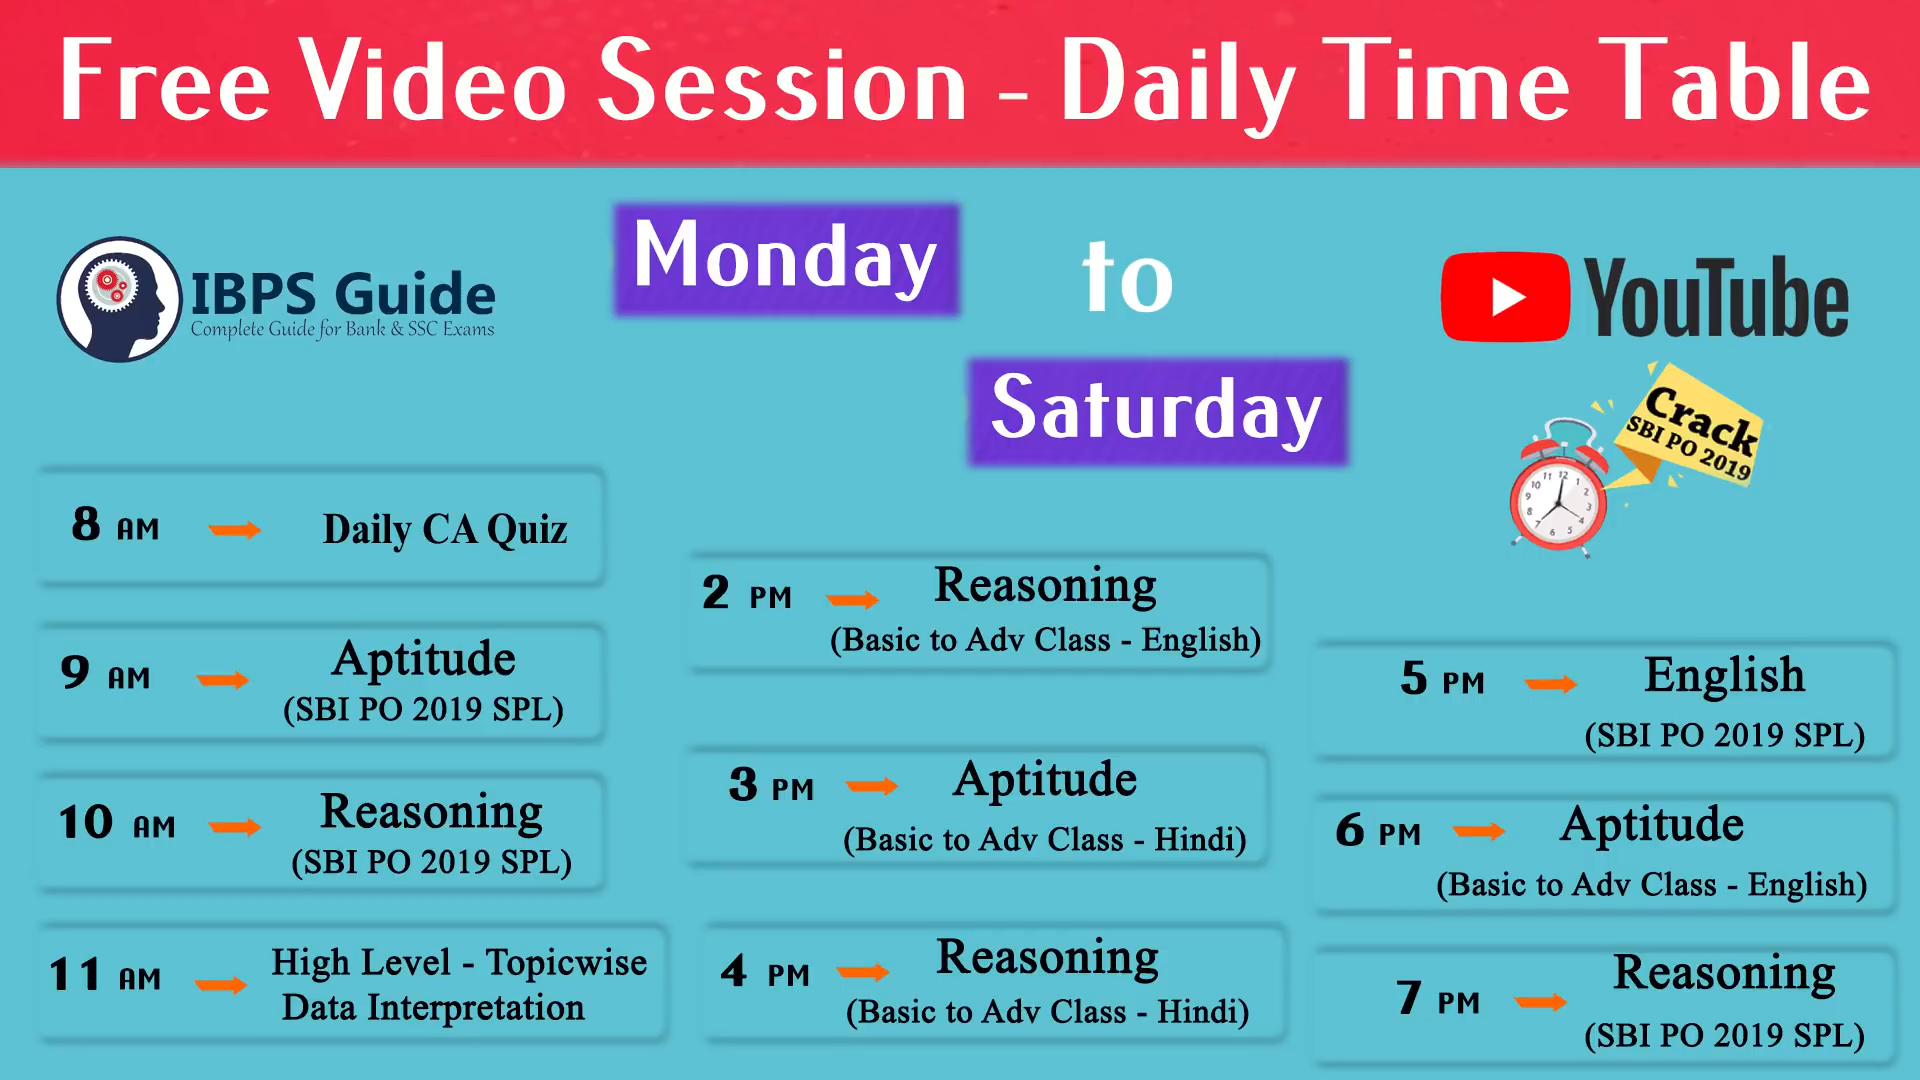 Free Video Session - Daily Time Table
IBPS Guide
Complete Guide for Bank & SSC Exams
Monday
to
Saturday
YouTube
Crack
SBI PO 2019
8 AM Daily CA Quiz
9 AM Aptitude
(SBI PO 2019 SPL)
10 AM Reasoning
(SBI PO 2019 SPL)
11 AM High Level - Topicwise
Data Interpretation
2 PM Reasoning
(Basic to Adv Class - English)
3 PM Aptitude
(Basic to Adv Class - Hindi)
4 PM Reasoning
(Basic to Adv Class - Hindi)
5 PM English
(SBI PO 2019 SPL)
6 PM Aptitude
(Basic to Adv Class - English)
7 PM Reasoning
(SBI PO 2019 SPL)